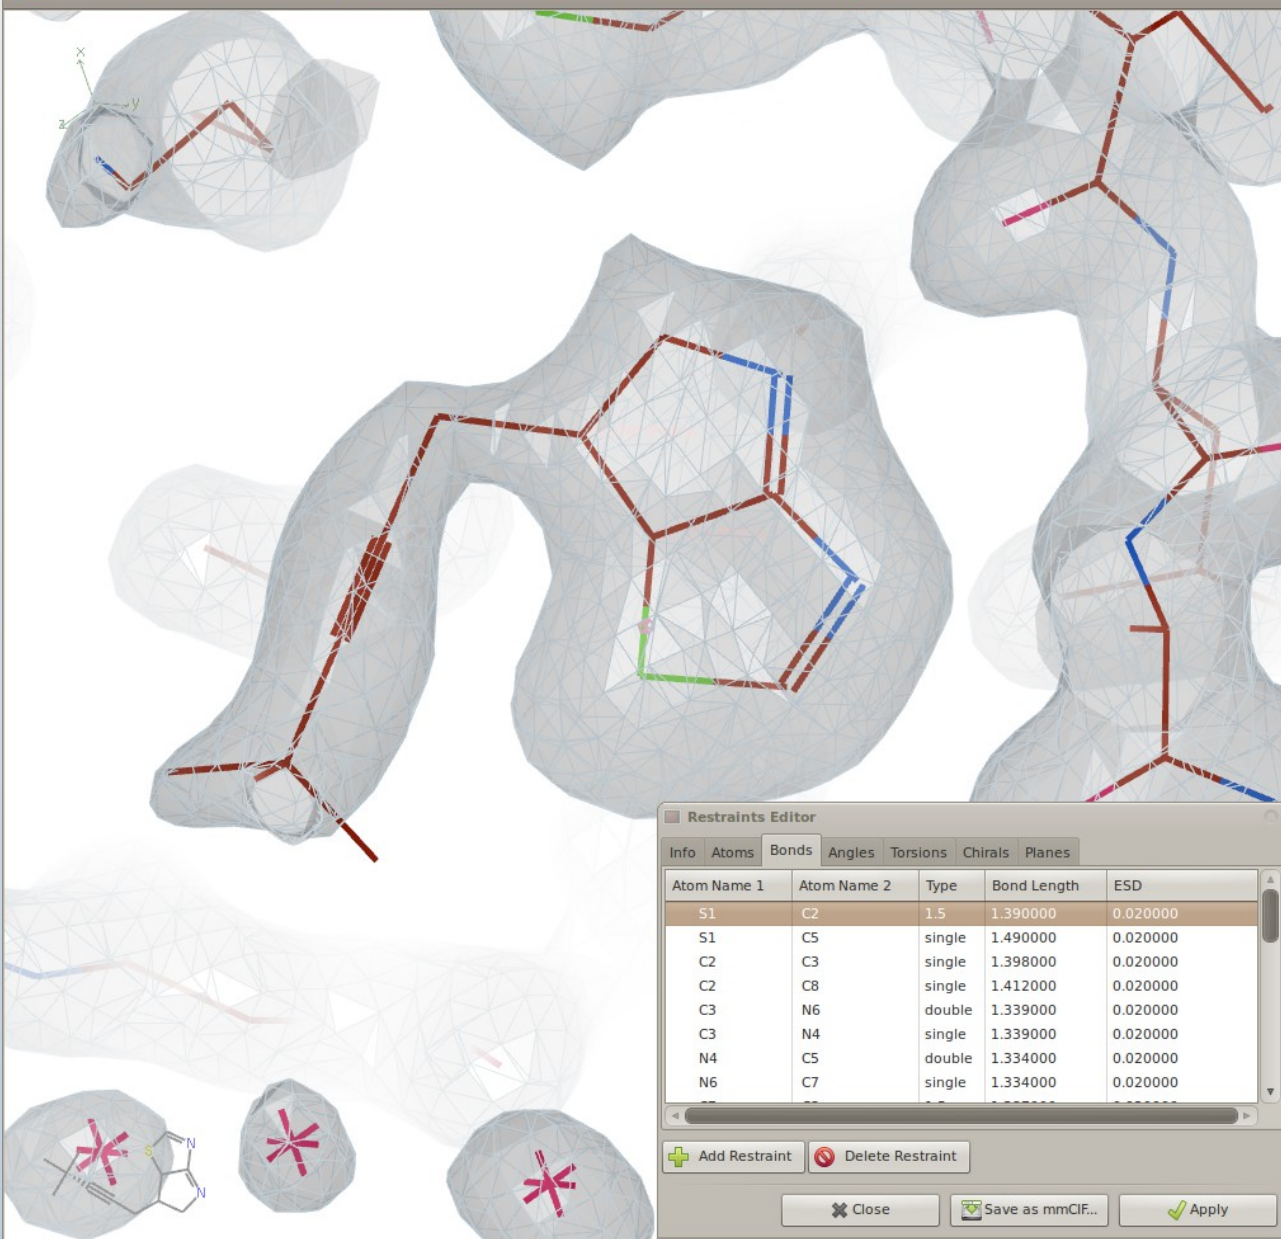 x
y
z
Restraints Editor
Info Atoms Bonds Angles Torsions Chirals Planes
Atom Name 1 Atom Name 2 Type Bond Length ESD
S1 C2 1.5 1.390000 0.020000
S1 C5 single 1.490000 0.020000
C2 C3 single 1.398000 0.020000
C2 C8 single 1.412000 0.020000
C3 N6 double 1.339000 0.020000
C3 N4 single 1.339000 0.020000
N4 C5 double 1.334000 0.020000
N6 C7 single 1.334000 0.020000
S N
N
Add Restraint Delete Restraint
Close Save as mmCIF... Apply